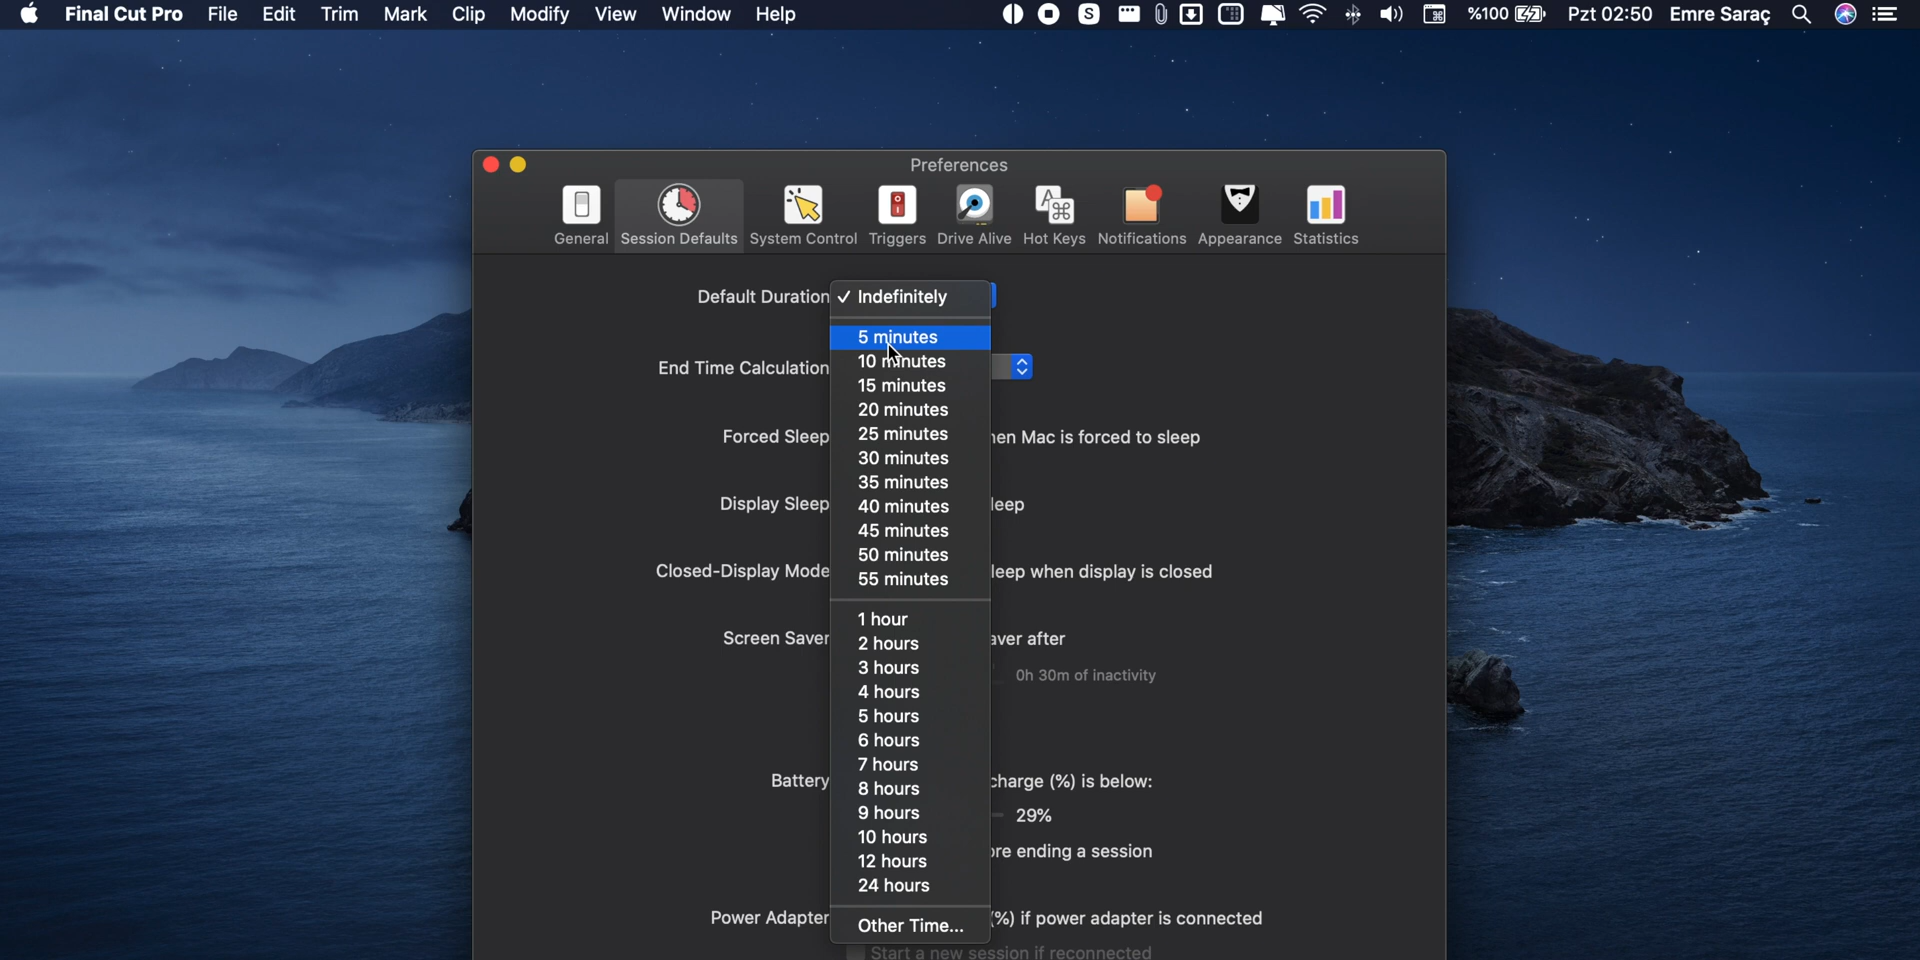 Final Cut Pro File Edit Trim Mark Clip Modify View Window Help S %100 Pzt 02:50 Emre Saraç
Preferences
General Session Defaults System Control Triggers Drive Alive Hot Keys Notifications Appearance Statistics
Default Duration ✓ Indefinitely
5 minutes
End Time Calculation 10 minutes
15 minutes
20 minutes
Forced Sleep 25 minutes hen Mac is forced to sleep
30 minutes
35 minutes
Display Sleep 40 minutes leep
45 minutes
50 minutes
Closed-Display Mode 55 minutes leep when display is closed
1 hour
Screen Saver 2 hours aver after
3 hours 0h 30m of inactivity
4 hours
5 hours
6 hours
7 hours
Battery 8 hours charge (%) is below:
9 hours 29%
10 hours
12 hours ore ending a session
24 hours
Power Adapter Other Time... (%) if power adapter is connected
Start a new session if reconnected